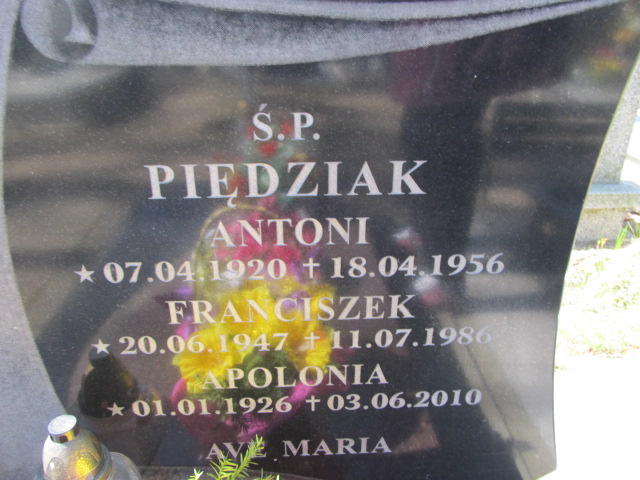 Ś.P.
PIĘDZIAK
ANTONI
★ 07.04.1920 † 18.04.1956
FRANCISZEK
★ 20.06.1947 † 11.07.1986
APOLONIA
★ 01.01.1926 † 03.06.2010
AVE MARIA